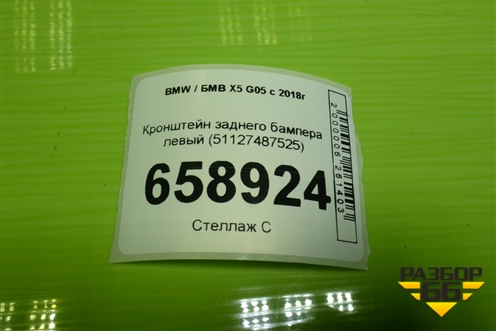 BMW / БМВ X5 G05 с 2018г
Кронштейн заднего бампера
левый (51127487525)
658924
Стеллаж С
2000006261403
РАЗБОР
66